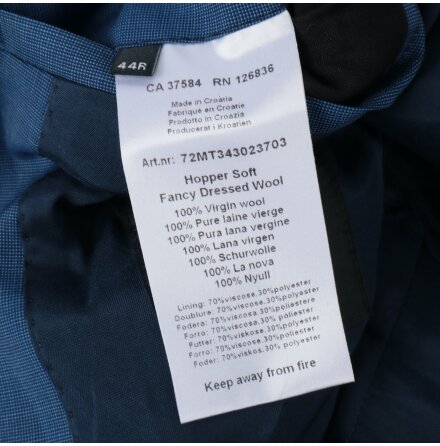 44R
CA 37584 RN 126836
Made in Croatia
Fabriqué en Croatie
Prodotto in Croazia
Producerat i Kroatien
Art.nr: 72MT343023703
Hopper Soft
Fancy Dressed Wool
100% Virgin wool
100% Pure laine vierge
100% Pura lana vergine
100% Lana virgen
100% Schurwolle
100% La nova
100% Nyull
Lining: 70%viscose,30%polyester
Doublure: 70%viscose,30%polyester
Fodera: 70%viscosa,30%poliestere
Forro: 70%viscosa,30%poliester
Futter: 70%viskose,30%polyester
Forro: 70%viscose,30%polyester
Foder: 70%viskos,30% polyester
Keep away from fire